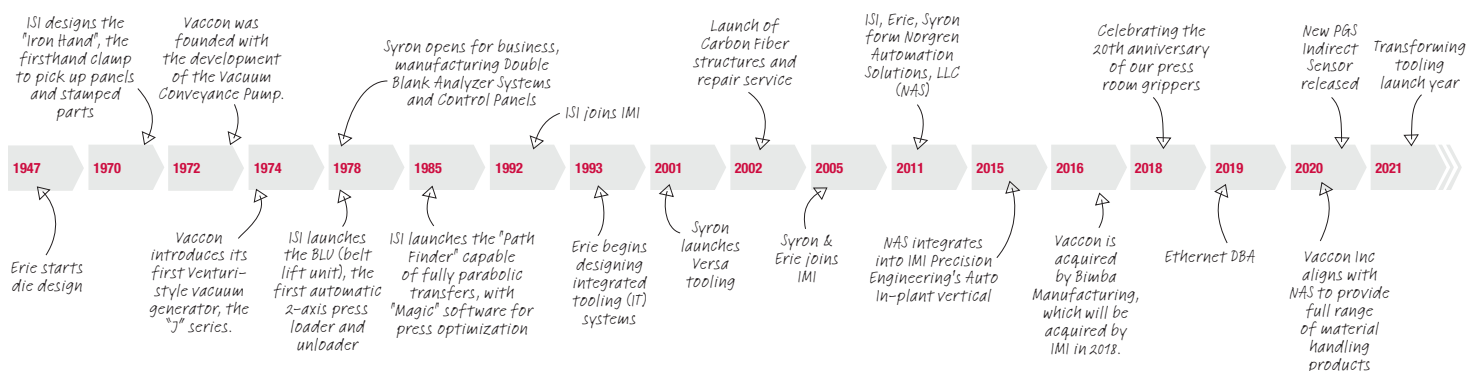 ISI designs the
"Iron Hand", the
firsthand clamp
to pick up panels
and stamped
parts
Vaccon was
founded with
the development
of the Vacuum
Conveyance Pump.
Syron opens for business,
manufacturing Double
Blank Analyzer Systems
and Control Panels
ISI joins IMI
Launch of
Carbon Fiber
structures and
repair service
ISI, Erie, Syron
form Norgren
Automation
Solutions, LLC
(NAS)
Celebrating the
20th anniversary
of our press
room grippers
New PGS
Indirect
Sensor
released
Transforming
tooling
launch year
1947
1970
1972
1974
1978
1985
1992
1993
2001
2002
2005
2011
2015
2016
2018
2019
2020
2021
Erie starts
die design
Vaccon
introduces its
first Venturi-
style vacuum
generator, the
"J" series.
ISI launches
the BLU (belt
lift unit), the
first automatic
2-axis press
loader and
unloader
ISI launches the "Path
Finder" capable
of fully parabolic
transfers, with
"Magic" software for
press optimization
Erie begins
designing
integrated
tooling (IT)
systems
Syron
launches
Versa
tooling
Syron &
Erie joins
IMI
NAS integrates
into IMI Precision
Engineering's Auto
In-plant vertical
Vaccon is
acquired
by Bimba
Manufacturing,
which will be
acquired by
IMI in 2018.
Ethernet DBA
Vaccon Inc
aligns with
NAS to provide
full range
of material
handling
products